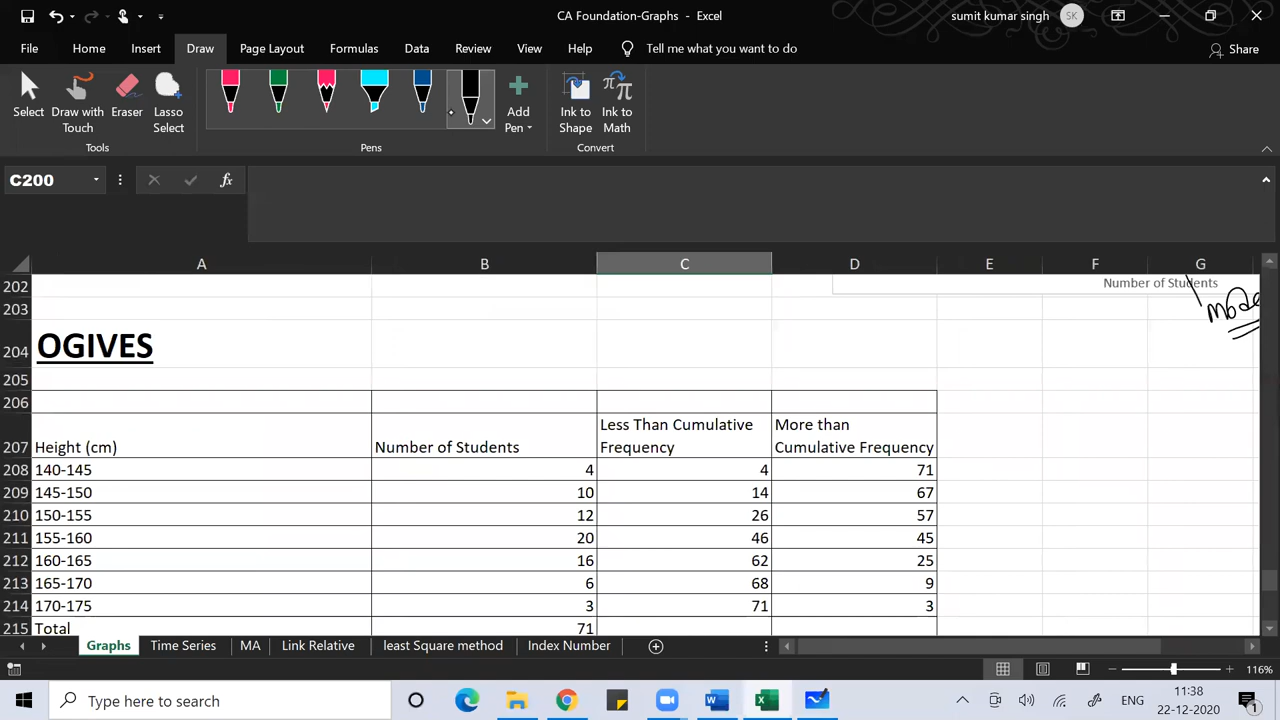 CA Foundation-Graphs - Excel
sumit kumar singh SK
File Home Insert Draw Page Layout Formulas Data Review View Help Tell me what you want to do Share
Select Draw with Touch Eraser Lasso Select Add Pen Ink to Shape Ink to Math
Tools Pens Convert
C200 fx
A B C D E F G
202 Number of Students
203
mode
204 OGIVES
205
206
207 Height (cm) Number of Students Less Than Cumulative Frequency More than Cumulative Frequency
208 140-145 4 4 71
209 145-150 10 14 67
210 150-155 12 26 57
211 155-160 20 46 45
212 160-165 16 62 25
213 165-170 6 68 9
214 170-175 3 71 3
215 Total 71
Graphs Time Series MA Link Relative least Square method Index Number
116%
Type here to search ENG 11:38
22-12-2020 1